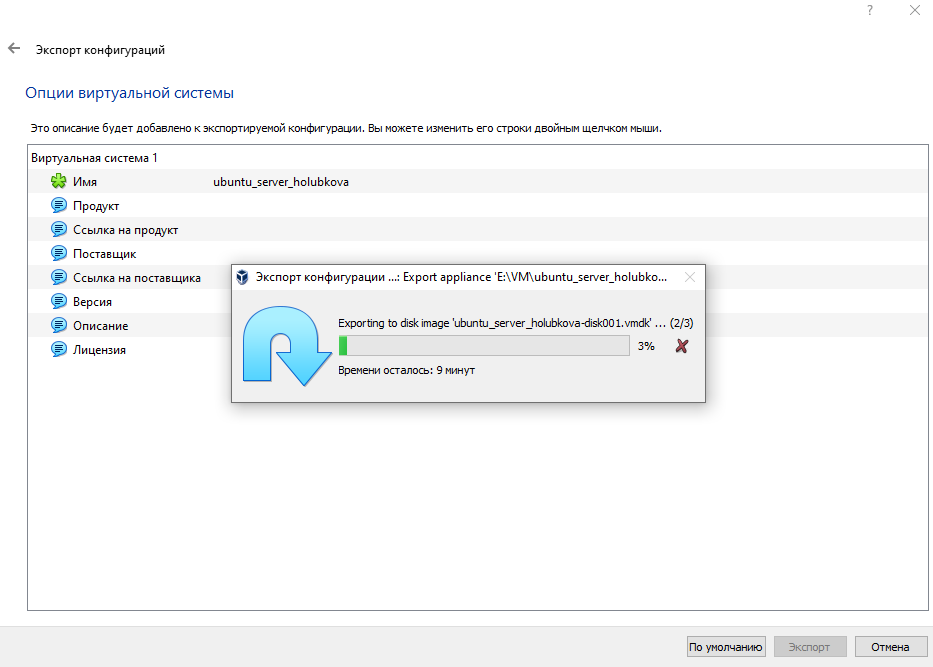 ?
Экспорт конфигураций
Опции виртуальной системы
Это описание будет добавлено к экспортируемой конфигурации. Вы можете изменить его строки двойным щелчком мыши.
Виртуальная система 1
Имя ubuntu_server_holubkova
Продукт
Ссылка на продукт
Поставщик
Ссылка на поставщика
Версия
Описание
Лицензия
Экспорт конфигурации ...: Export appliance 'E:\VM\ubuntu_server_holubko...
Exporting to disk image 'ubuntu_server_holubkova-disk001.vmdk' ... (2/3)
3%
Времени осталось: 9 минут
По умолчанию Экспорт Отмена